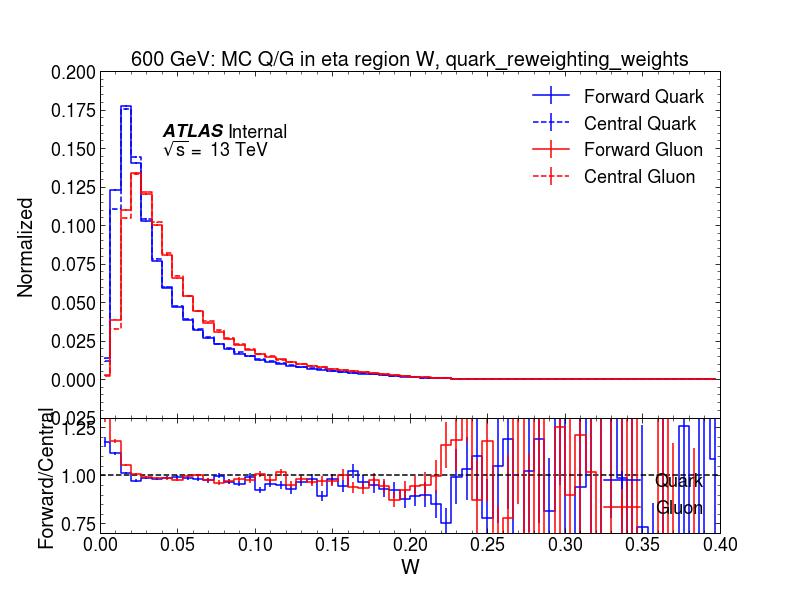 600 GeV: MC Q/G in eta region W, quark_reweighting_weights
0.200
0.175
0.150
0.125
0.100
0.075
0.050
0.025
0.000
0.025
Normalized
ATLAS Internal
√s = 13 TeV
Forward Quark
Central Quark
Forward Gluon
Central Gluon
1.25
1.00
0.75
Forward/Central
Quark
Gluon
0.00 0.05 0.10 0.15 0.20 0.25 0.30 0.35 0.40
W